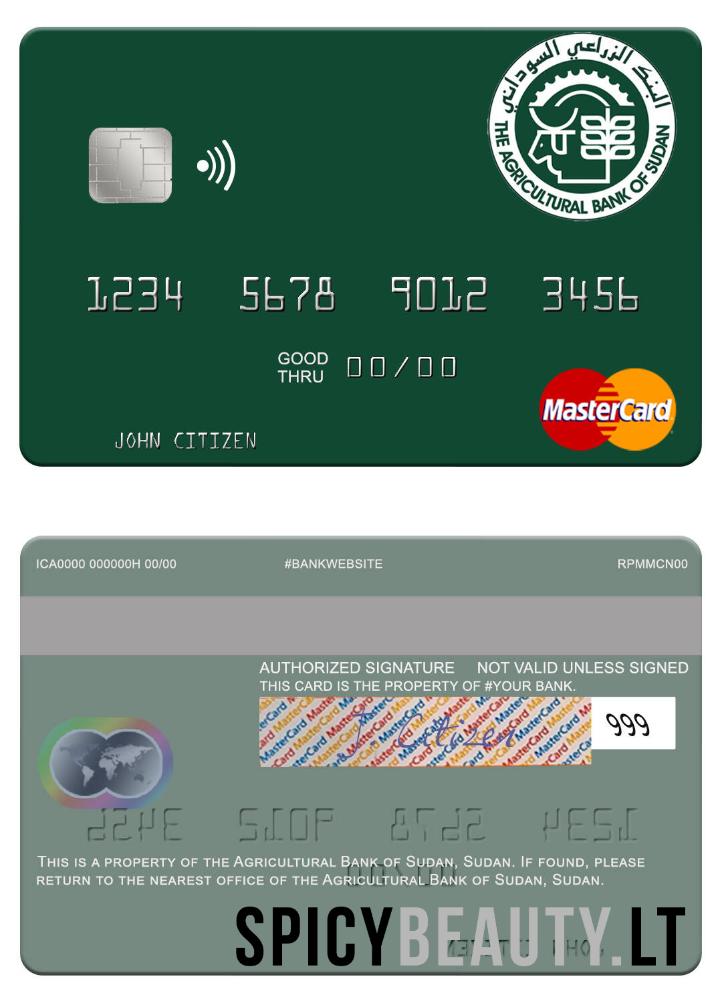 البنك الزراعي السوداني
THE AGRICULTURAL BANK OF SUDAN
1234 5678 9012 3456
GOOD THRU 00/00
MasterCard
JOHN CITIZEN
ICA0000 000000H 00/00 #BANKWEBSITE RPMMCN00
AUTHORIZED SIGNATURE NOT VALID UNLESS SIGNED
THIS CARD IS THE PROPERTY OF #YOUR BANK.
J. Citizen 999
THIS IS A PROPERTY OF THE AGRICULTURAL BANK OF SUDAN, SUDAN. IF FOUND, PLEASE
RETURN TO THE NEAREST OFFICE OF THE AGRICULTURAL BANK OF SUDAN, SUDAN.
SPICYBEAUTY.LT